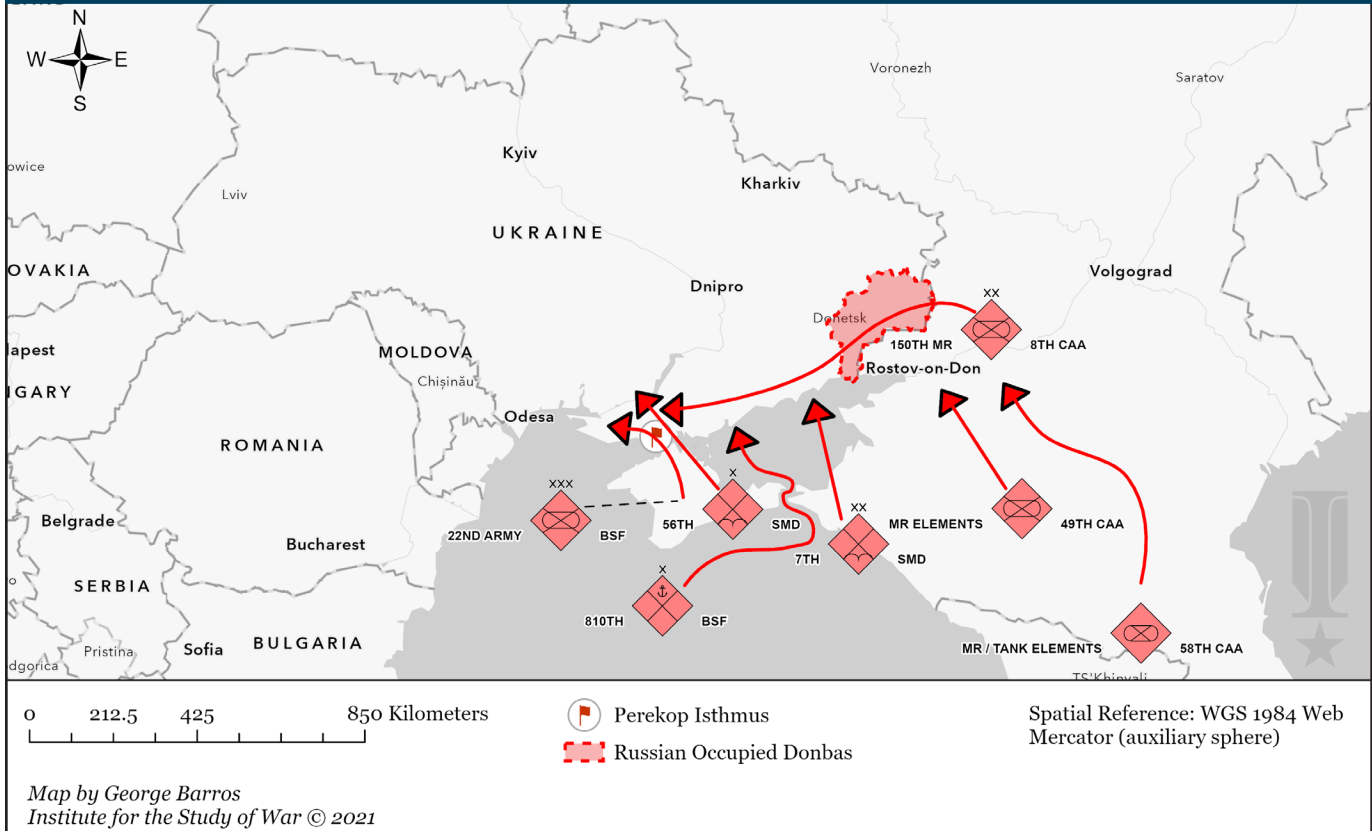 N
W E
S
Voronezh
Saratov
Kyiv
owice
Kharkiv
Lviv
UKRAINE
OVAKIA
Volgograd
Dnipro
XX
Donetsk
150TH MR
8TH CAA
lapest
MOLDOVA
Rostov-on-Don
Chișinău
IGARY
Odesa
ROMANIA
XXX
X
XX
Belgrade
56TH
SMD
MR ELEMENTS
49TH CAA
22ND ARMY
BSF
Bucharest
7TH
SMD
X
SERBIA
810TH
BSF
BULGARIA
Sofia
Pristina
MR / TANK ELEMENTS
58TH CAA
dgorica
TS'Khinvali
0 212.5 425 850 Kilometers
Perekop Isthmus
Russian Occupied Donbas
Spatial Reference: WGS 1984 Web
Mercator (auxiliary sphere)
Map by George Barros
Institute for the Study of War © 2021